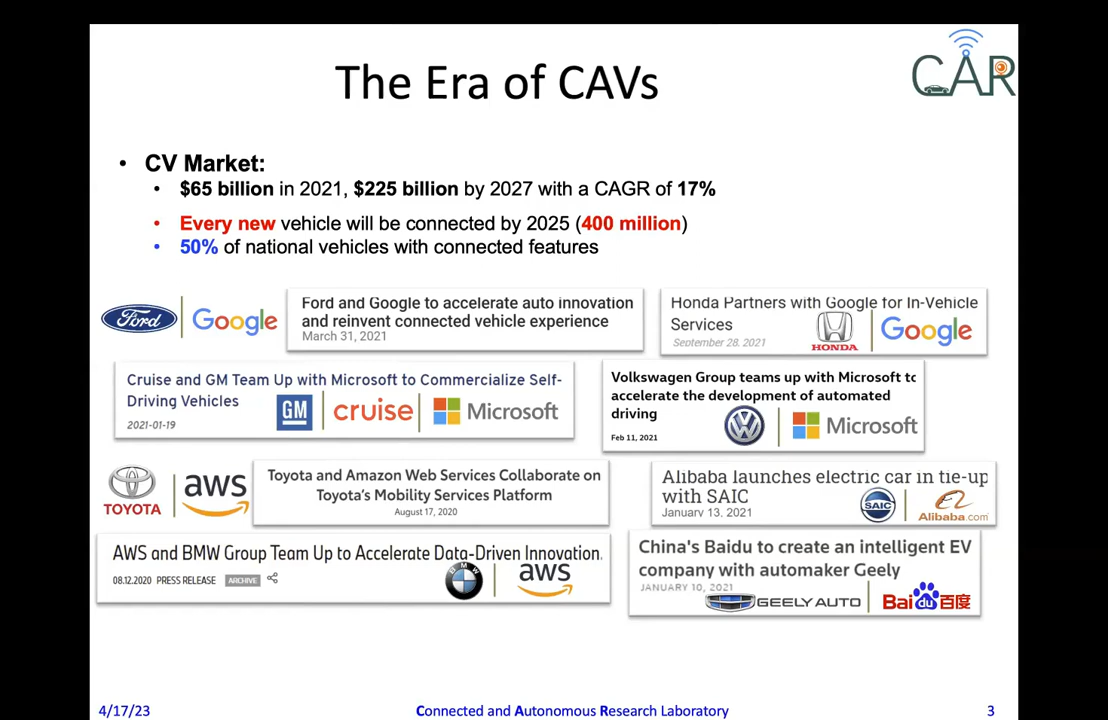 CAR
The Era of CAVs
• CV Market:
• $65 billion in 2021, $225 billion by 2027 with a CAGR of 17%
• Every new vehicle will be connected by 2025 (400 million)
• 50% of national vehicles with connected features
Ford
Google
Ford and Google to accelerate auto innovation
and reinvent connected vehicle experience
March 31, 2021
Honda Partners with Google for In-Vehicle
Services
September 28. 2021
HONDA
Google
Cruise and GM Team Up with Microsoft to Commercialize Self-
Driving Vehicles
2021-01-19
GM
cruise
Microsoft
Volkswagen Group teams up with Microsoft to
accelerate the development of automated
driving
Feb 11, 2021
Microsoft
TOYOTA
aws
Toyota and Amazon Web Services Collaborate on
Toyota's Mobility Services Platform
August 17, 2020
Alibaba launches electric car in tie-up
with SAIC
January 13, 2021
SAIC
Alibaba.com
AWS and BMW Group Team Up to Accelerate Data-Driven Innovation.
08.12.2020 PRESS RELEASE ARCHIVE
BMW
aws
China's Baidu to create an intelligent EV
company with automaker Geely
JANUARY 10, 2021
GEELY AUTO
Bai du 百度
4/17/23
Connected and Autonomous Research Laboratory
3